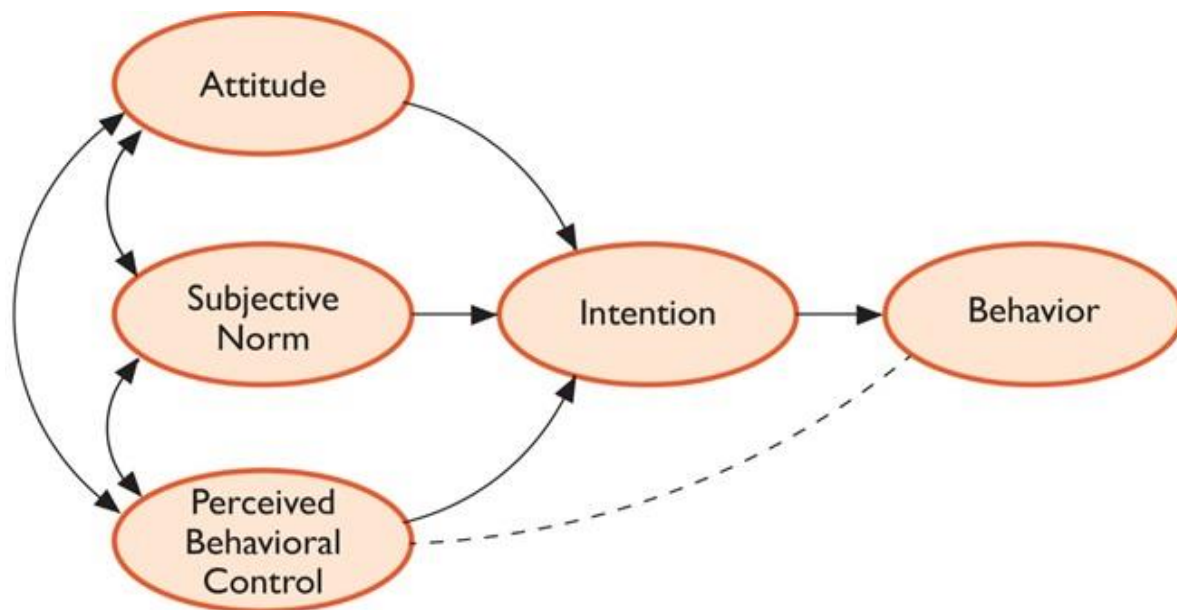 Attitude
Subjective
Norm
Intention
Behavior
Perceived
Behavioral
Control